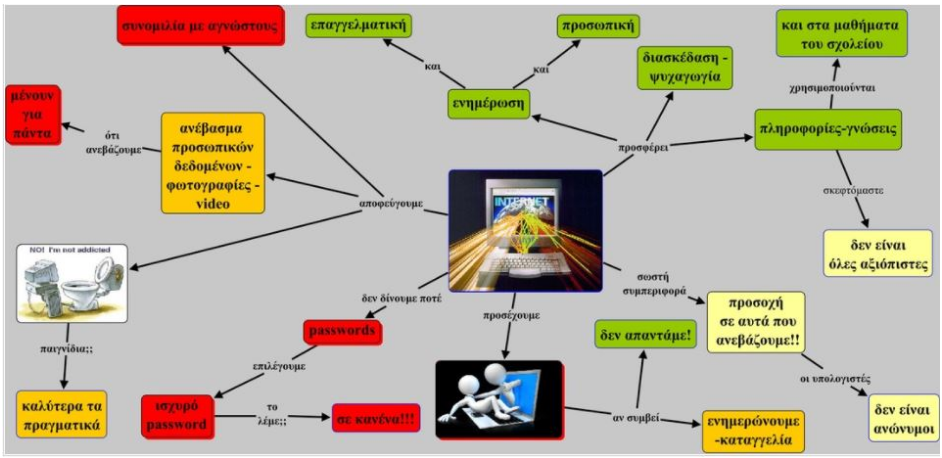 συνομιλία με αγνώστους
επαγγελματική
προσωπική
και στα μαθήματα
του σχολείου
διασκέδαση -
ψυχαγωγία
και
και
χρησιμοποιούνται
μένουν
για
πάντα
ότι
ανεβάζουμε
ανέβασμα
προσωπικών
δεδομένων -
φωτογραφίες -
video
ενημέρωση
προσφέρει
πληροφορίες-γνώσεις
αποφεύγουμε
INTERNET
σκεφτόμαστε
δεν είναι
όλες αξιόπιστες
NO! I'm not addicted
δεν δίνουμε ποτέ
προσέχουμε
σωστή
συμπεριφορά
προσοχή
σε αυτά που
ανεβάζουμε!!
passwords
δεν απαντάμε!
παιγνίδια;;
επιλέγουμε
οι υπολογιστές
καλύτερα τα
πραγματικά
ισχυρό
password
το
λέμε;;
σε κανένα!!!
αν συμβεί
ενημερώνουμε
-καταγγελία
δεν είναι
ανώνυμοι